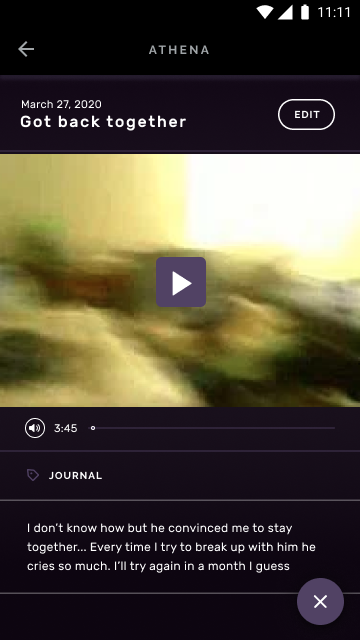 11:11
ATHENA
March 27, 2020
Got back together
EDIT
3:45
JOURNAL
I don't know how but he convinced me to stay
together... Every time I try to break up with him he
cries so much. I'll try again in a month I guess